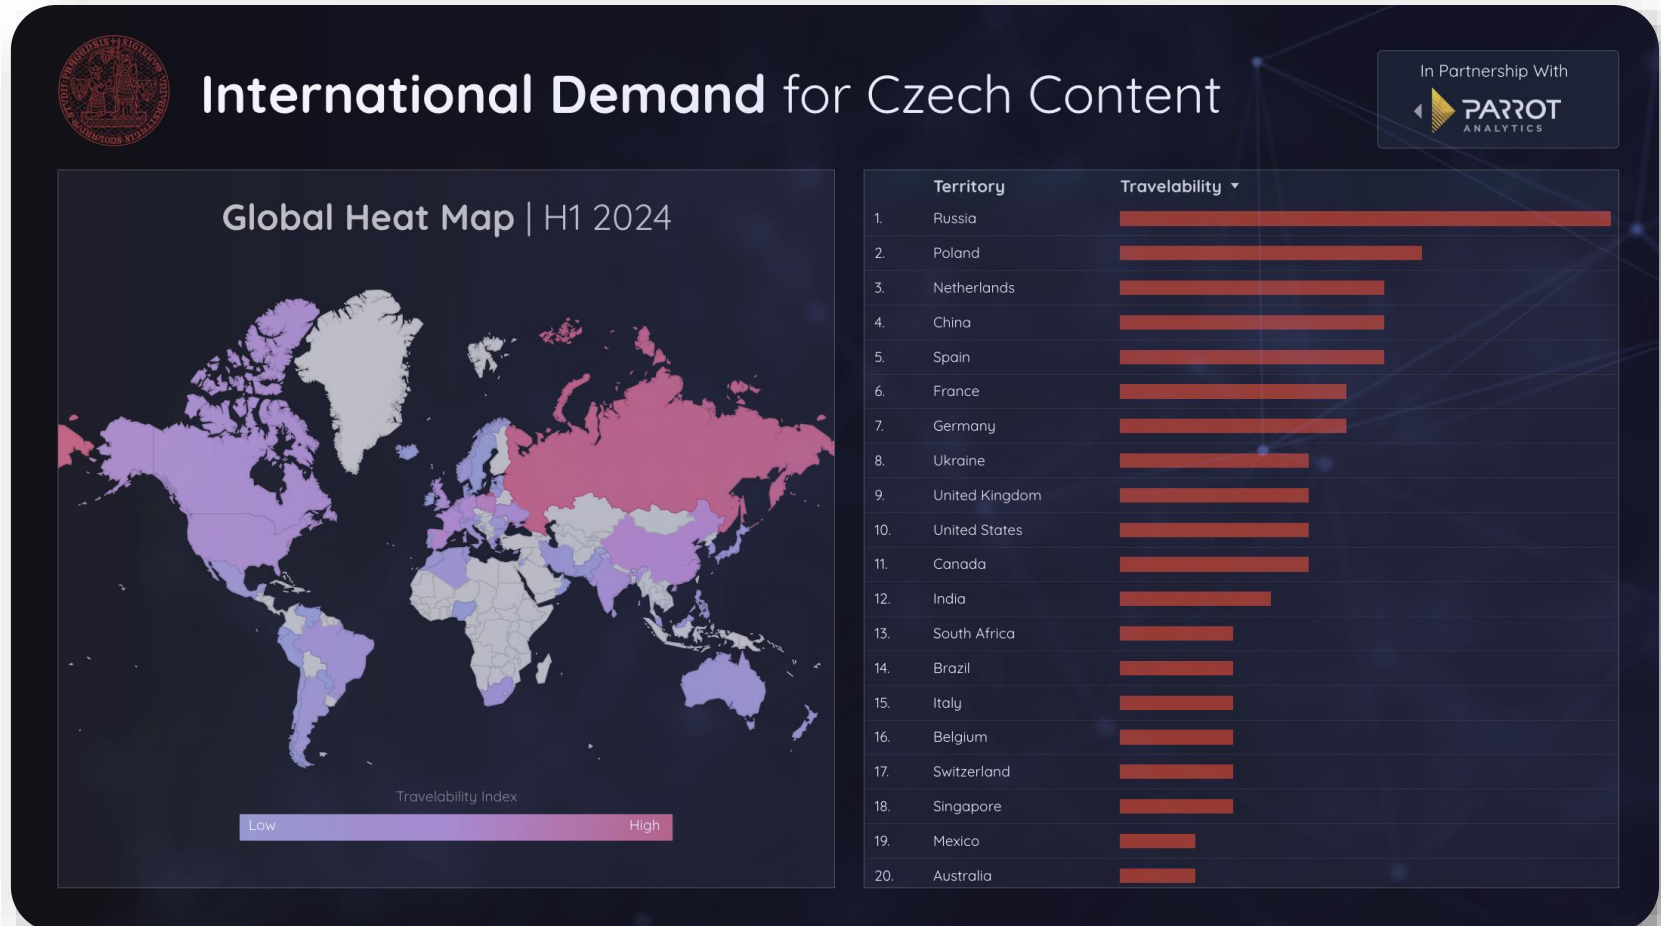 International Demand for Czech Content
In Partnership With
PARROT
ANALYTICS
Global Heat Map | H1 2024
Travelability Index
Low High
Territory Travelability
1. Russia
2. Poland
3. Netherlands
4. China
5. Spain
6. France
7. Germany
8. Ukraine
9. United Kingdom
10. United States
11. Canada
12. India
13. South Africa
14. Brazil
15. Italy
16. Belgium
17. Switzerland
18. Singapore
19. Mexico
20. Australia